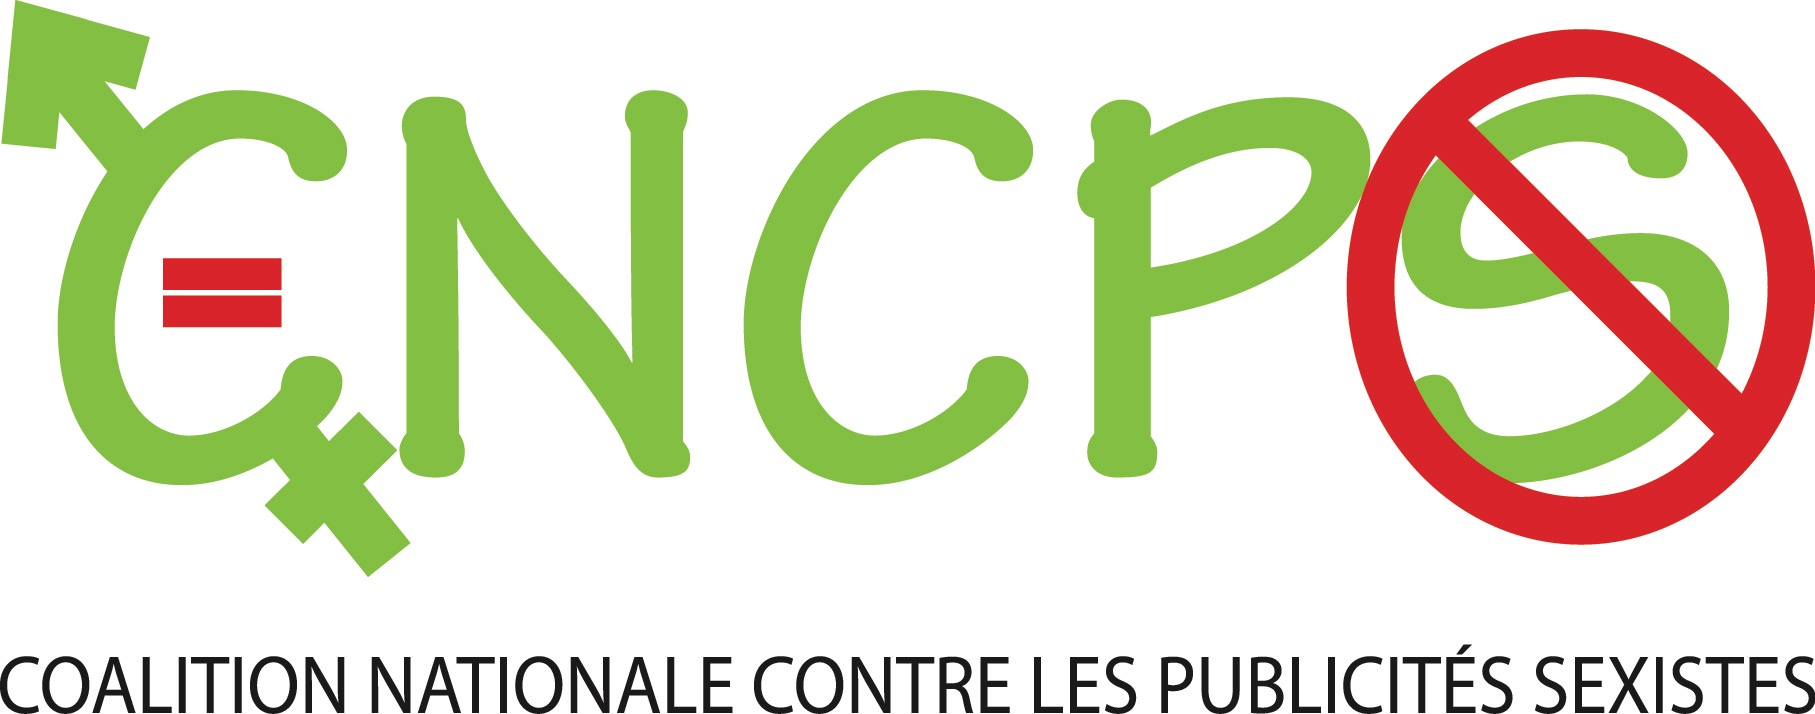 CNCPS
COALITION NATIONALE CONTRE LES PUBLICITÉS SEXISTES